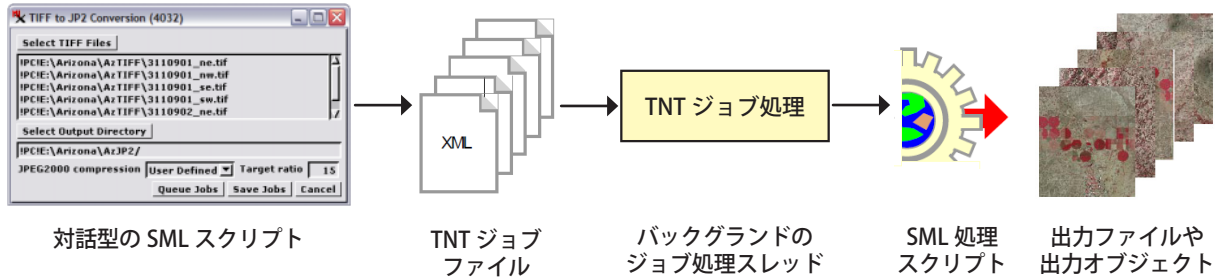 TIFF to JP2 Conversion (4032)
Select TIFF Files
!PC!E:\Arizona\AzTIFF\3110901_ne.tif
!PC!E:\Arizona\AzTIFF\3110901_nw.tif
!PC!E:\Arizona\AzTIFF\3110901_se.tif
!PC!E:\Arizona\AzTIFF\3110901_sw.tif
!PC!E:\Arizona\AzTIFF\3110902_ne.tif
Select Output Directory
!PC!E:\Arizona\AzJP2/
JPEG2000 compression User Defined Target ratio 15
Queue Jobs Save Jobs Cancel
XML
TNT ジョブ処理
対話型の SML スクリプト
TNT ジョブ
ファイル
バックグランドの
ジョブ処理スレッド
SML 処理
スクリプト
出力ファイルや
出力オブジェクト